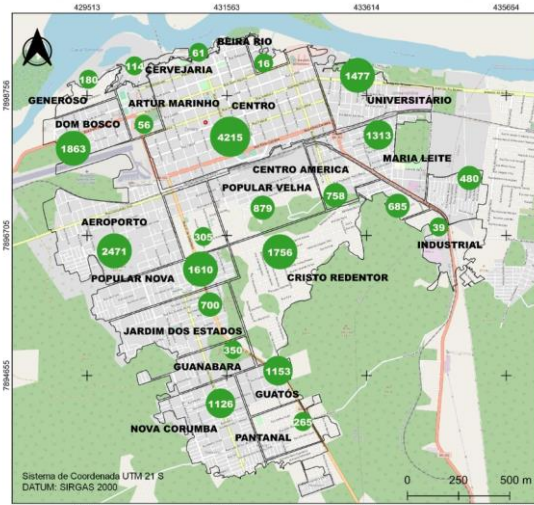 429513 431563 433614 435664
7898756
7896705
7894655
BEIRA RIO
61
16
114
CERVEJARIA
1477
180
GENEROSO
ARTUR MARINHO
CENTRO
UNIVERSITÁRIO
DOM BOSCO
56
4215
1313
1863
MARIA LEITE
CENTRO AMERICA
480
POPULAR VELHA
758
879
685
AEROPORTO
305
39
INDUSTRIAL
2471
1756
1610
POPULAR NOVA
CRISTO REDENTOR
700
JARDIM DOS ESTADOS
350
GUANABARA
1153
GUATÓS
1126
NOVA CORUMBA
265
PANTANAL
Sistema de Coordenada UTM 21 S
DATUM: SIRGAS 2000
0 250 500 m